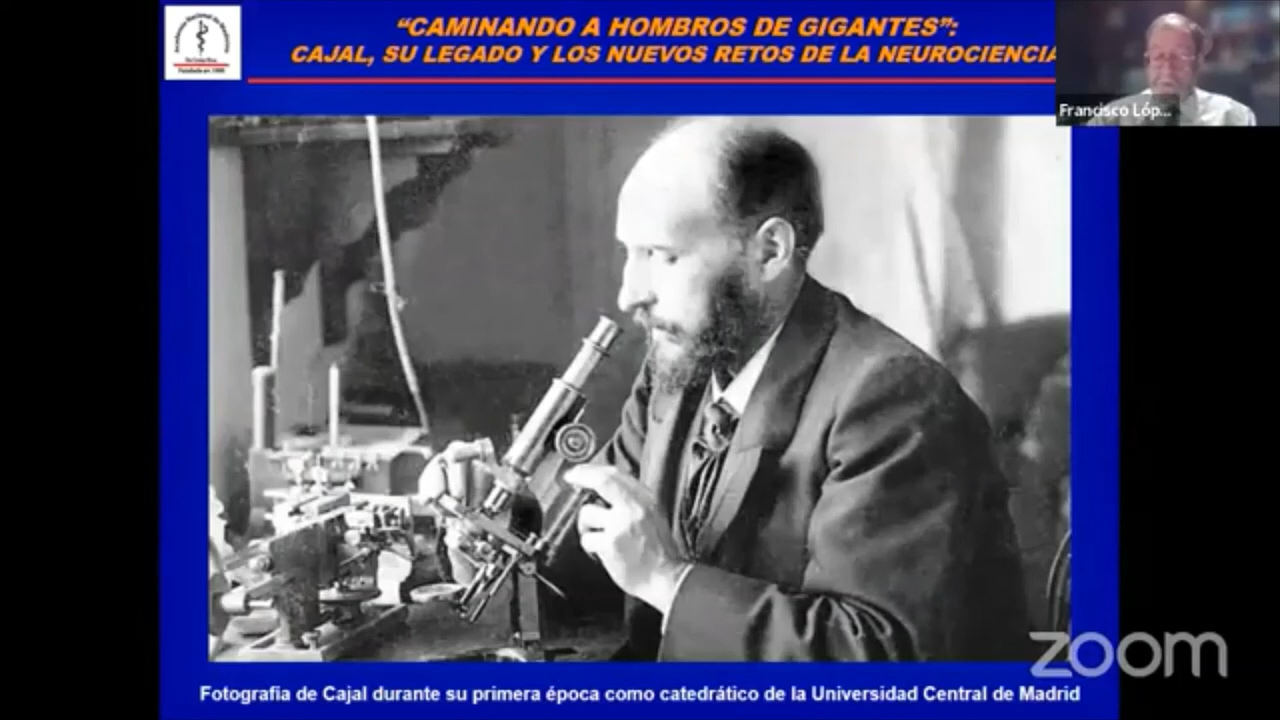 “CAMINANDO A HOMBROS DE GIGANTES”:
CAJAL, SU LEGADO Y LOS NUEVOS RETOS DE LA NEUROCIENCIA
Francisco Lóp...
zoom
Fotografia de Cajal durante su primera época como catedrático de la Universidad Central de Madrid